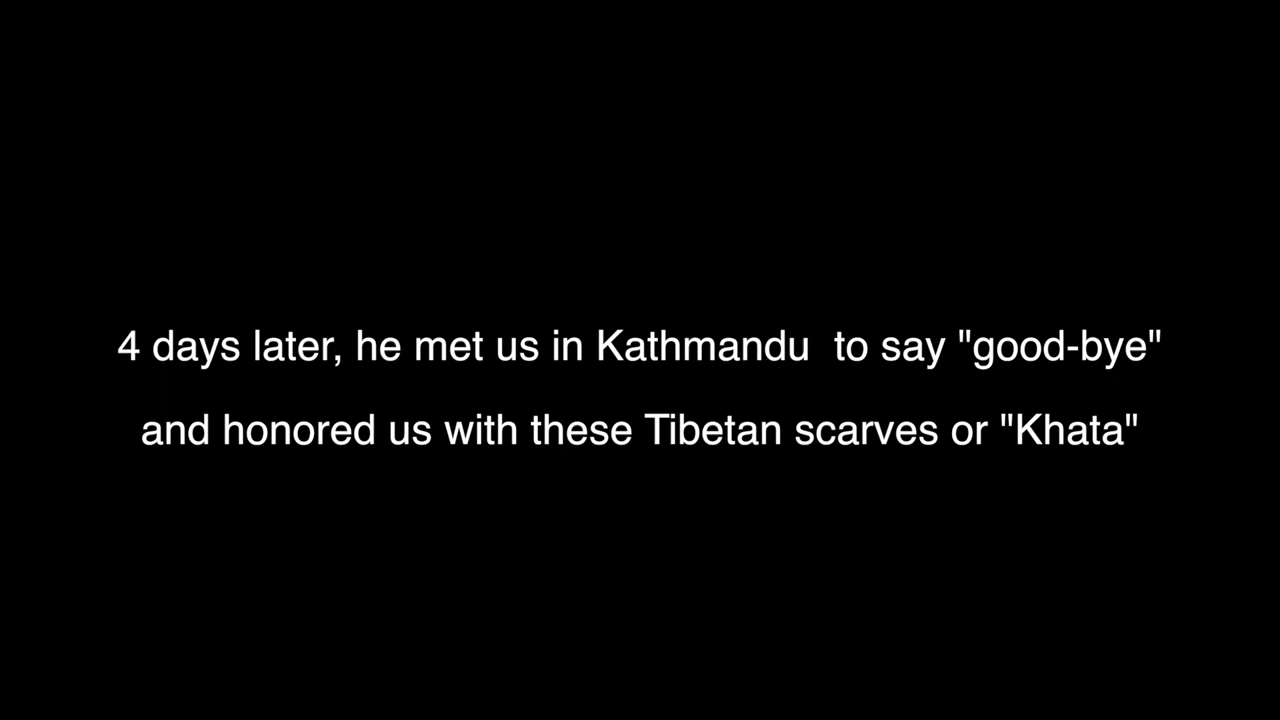 4 days later, he met us in Kathmandu  to say "good-bye"
and honored us with these Tibetan scarves or "Khata"